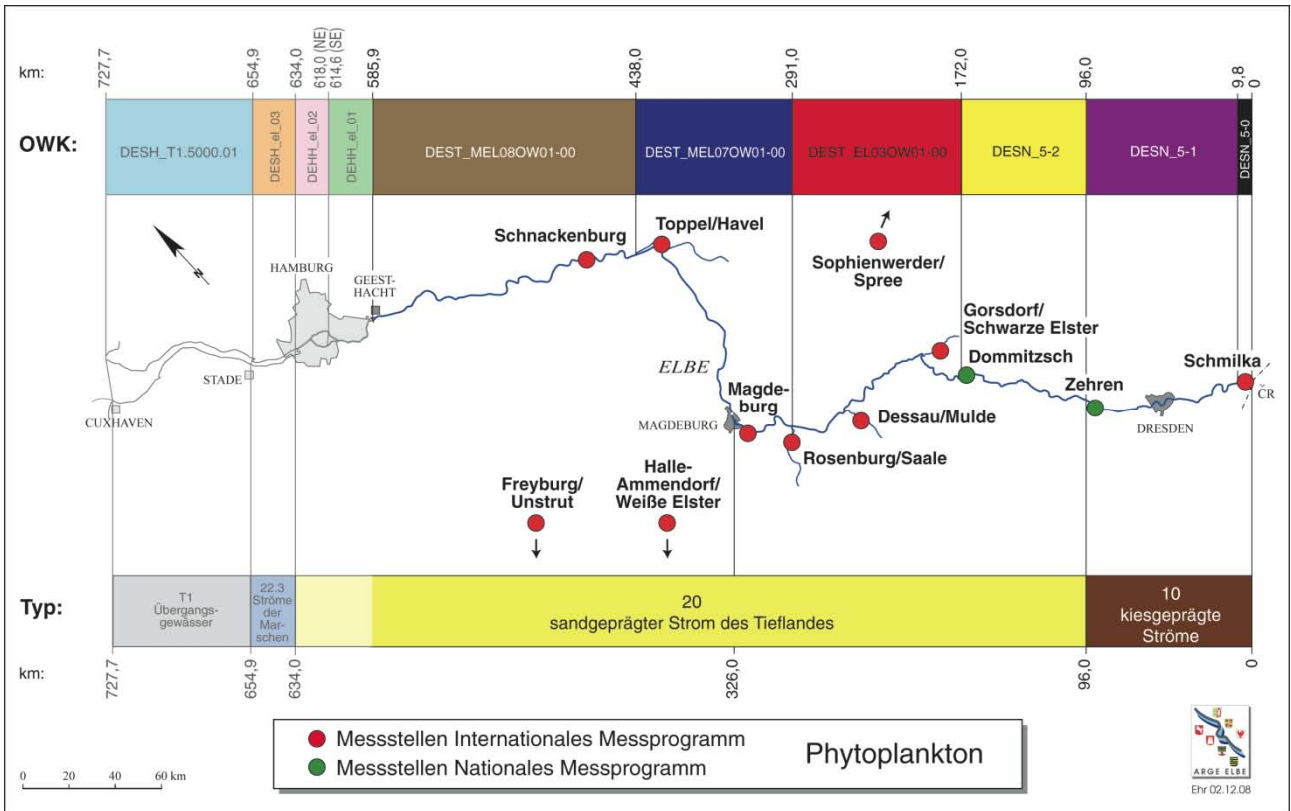 km:
727,7
654,9
634,0
618,0 (NE)
614,6 (SE)
585,9
438,0
291,0
172,0
96,0
9,8
0
OWK:
DESH_T1.5000.01
DESH_el_03
DEHH_el_02
DEHH_el_01
DEST_MEL08OW01-00
DEST_MEL07OW01-00
DEST_EL03OW01-00
DESN_5-2
DESN_5-1
DESN_5-0
N
Schnackenburg
Toppel/Havel
Sophienwerder/
Spree
HAMBURG
GEEST-
HACHT
Gorsdorf/
Schwarze Elster
Dommitzsch
Schmilka
ELBE
Zehren
STADE
Magde-
burg
ČR
CUXHAVEN
MAGDEBURG
Dessau/Mulde
DRESDEN
Rosenburg/Saale
Freyburg/
Unstrut
Halle-
Ammendorf/
Weiße Elster
Typ:
T1
Übergangs-
gewässer
22.3
Ströme
der
Mar-
schen
20
sandgeprägter Strom des Tieflandes
10
kiesgeprägte
Ströme
km:
727,7
654,9
634,0
326,0
96,0
0
Messstellen Internationales Messprogramm
Messstellen Nationales Messprogramm
Phytoplankton
0 20 40 60 km
ARGE ELBE
Ehr 02.12.08